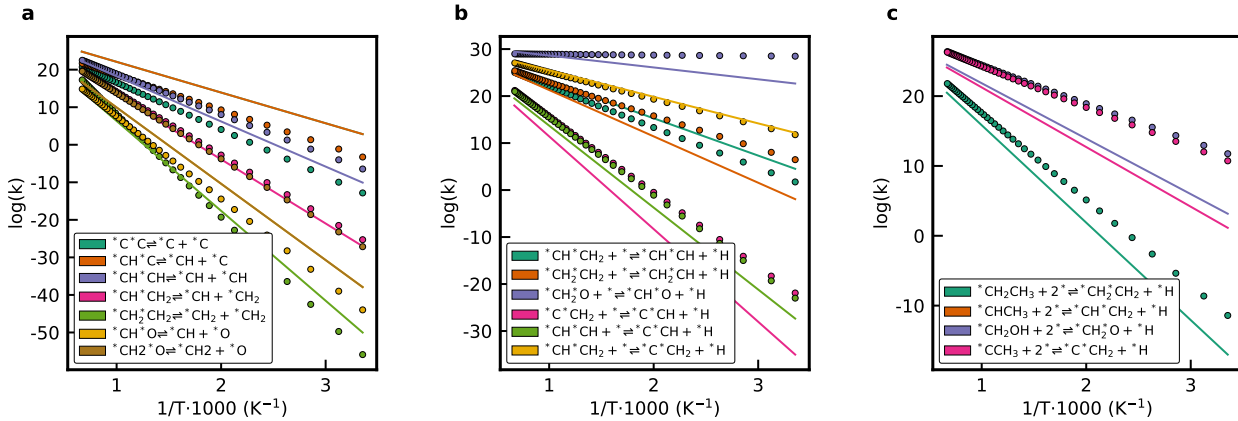 a
b
c
log(k)
20
10
0
-10
-20
-30
-40
-50
*C*C⇌*C + *C
*CH*C⇌*CH + *C
*CH*CH⇌*CH + *CH
*CH*CH₂⇌*CH + *CH₂
*CH₂*CH₂⇌*CH₂ + *CH₂
*CH*O⇌*CH + *O
*CH2*O⇌*CH2 + *O
1 2 3
1/T·1000 (K⁻¹)
log(k)
30
20
10
0
-10
-20
-30
*CH*CH₂ + *⇌*CH*CH + *H
*CH₂*CH₂ + *⇌*CH₂*CH + *H
*CH₂*O + *⇌*CH*O + *H
*C*CH₂ + *⇌*C*CH + *H
*CH*CH + *⇌*C*CH + *H
*CH*CH₂ + *⇌*C*CH₂ + *H
1 2 3
1/T·1000 (K⁻¹)
log(k)
20
10
0
-10
*CH₂CH₃ + 2*⇌*CH₂*CH₂ + *H
*CHCH₃ + 2*⇌*CH*CH₂ + *H
*CH₂OH + 2*⇌*CH₂*O + *H
*CCH₃ + 2*⇌*C*CH₂ + *H
1 2 3
1/T·1000 (K⁻¹)